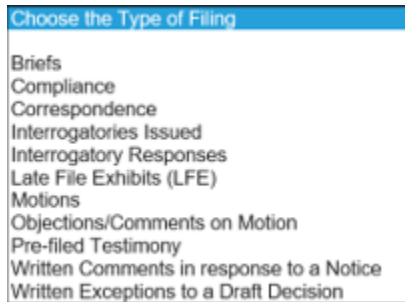 Choose the Type of Filing
Briefs
Compliance
Correspondence
Interrogatories Issued
Interrogatory Responses
Late File Exhibits (LFE)
Motions
Objections/Comments on Motion
Pre-filed Testimony
Written Comments in response to a Notice
Written Exceptions to a Draft Decision